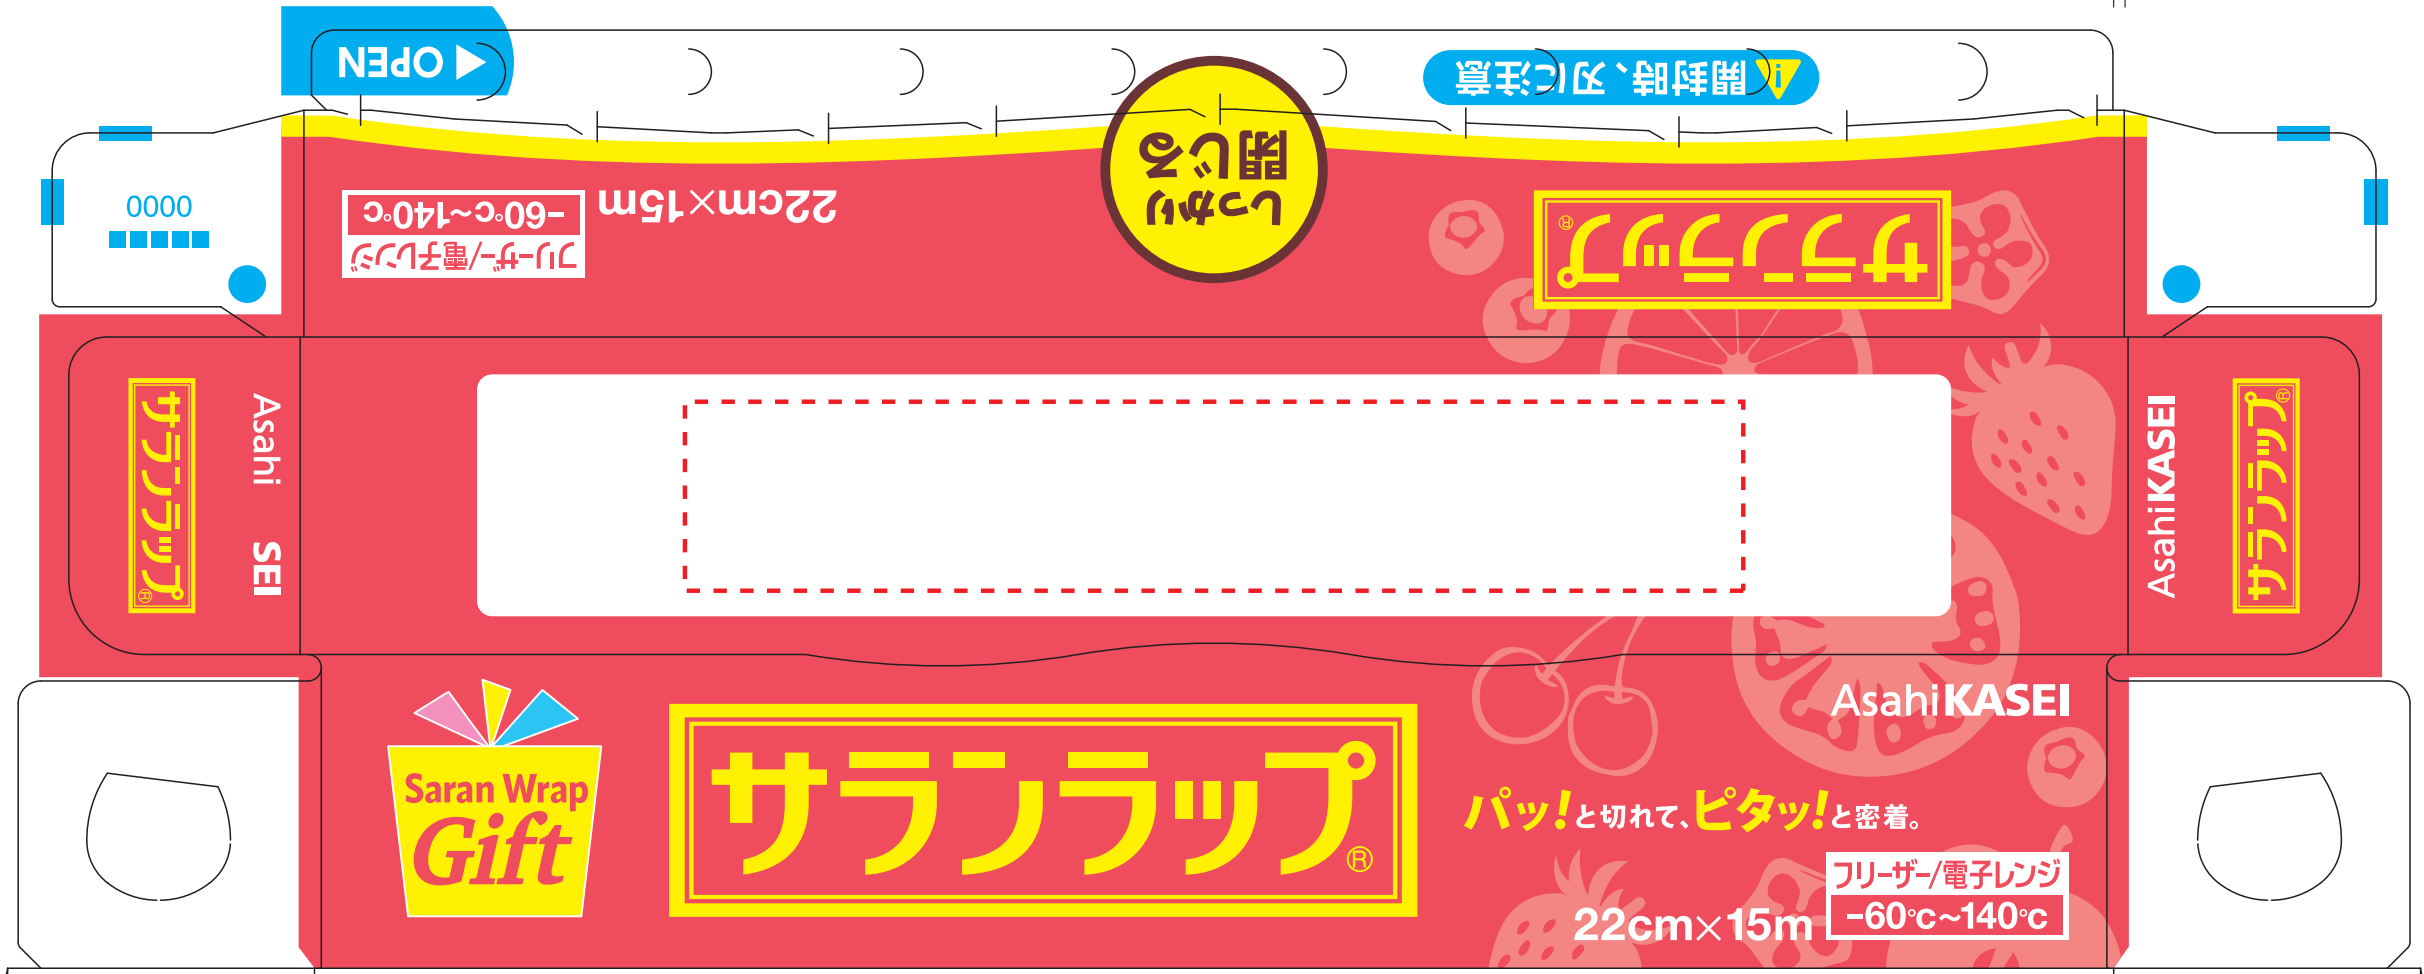 OPEN
開封時、刃に注意
しっかり
閉じる
0000
22cm×15m
フリーザー/電子レンジ
-60℃~140℃
サランラップ®
サランラップ®
Asahi SEI
AsahiKASEI
サランラップ®
Saran Wrap
Gift
サランラップ®
AsahiKASEI
パッ!と切れて、ピタッ!と密着。
22cm×15m
フリーザー/電子レンジ
-60℃~140℃